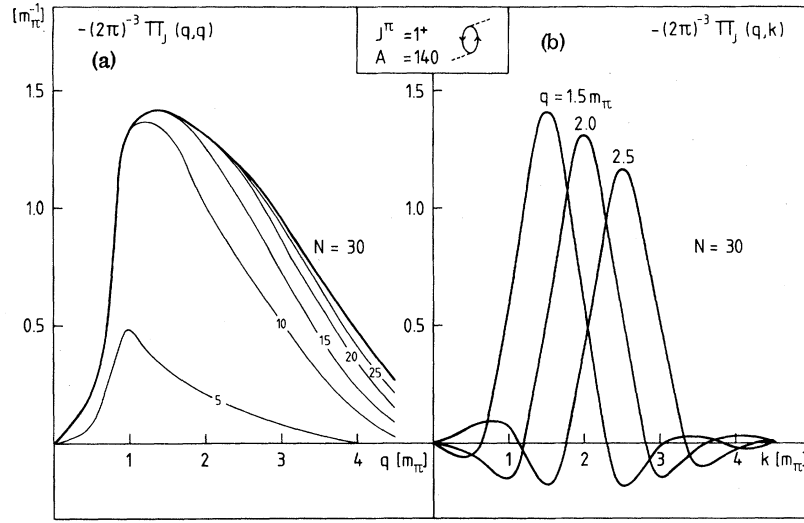 [m_π^-1]
-(2π)^-3 Π_J (q,q)
(a)
J^π = 1+
A = 140
(b)
-(2π)^-3 Π_J (q,k)
1.5
1.0
0.5
N = 30
5
10
15
20
25
1 2 3 4 q [m_π]
1.5
1.0
0.5
q = 1.5 m_π
2.0
2.5
N = 30
1 2 3 4 k [m_π]